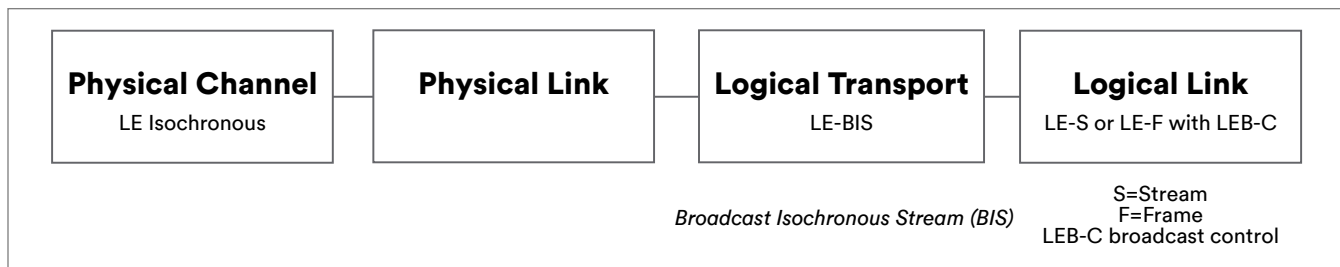 Physical Channel
LE Isochronous
Physical Link
Logical Transport
LE-BIS
Logical Link
LE-S or LE-F with LEB-C
Broadcast Isochronous Stream (BIS)
S=Stream
F=Frame
LEB-C broadcast control